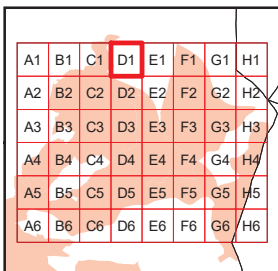 A1 B1 C1 D1 E1 F1 G1 H1
A2 B2 C2 D2 E2 F2 G2 H2
A3 B3 C3 D3 E3 F3 G3 H3
A4 B4 C4 D4 E4 F4 G4 H4
A5 B5 C5 D5 E5 F5 G5 H5
A6 B6 C6 D6 E6 F6 G6 H6